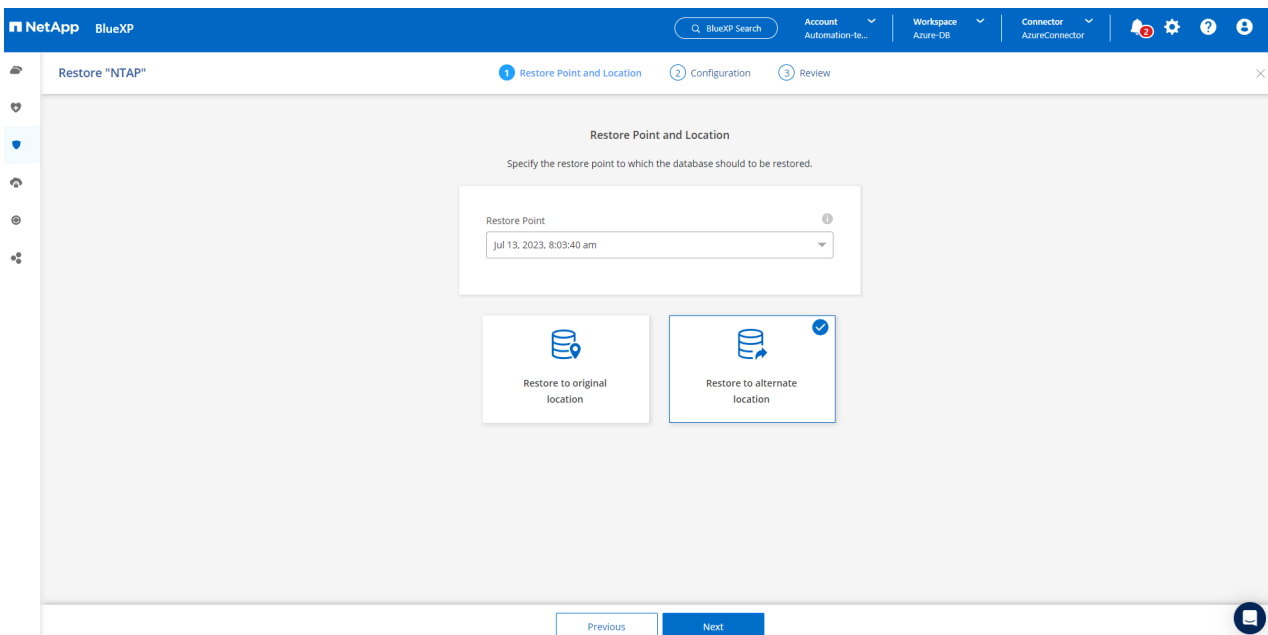 NetApp BlueXP
BlueXP Search
Account
Automation-te...
Workspace
Azure-DB
Connector
AzureConnector
2
Restore "NTAP"
1 Restore Point and Location
2 Configuration
3 Review
Restore Point and Location
Specify the restore point to which the database should to be restored.
Restore Point
Jul 13, 2023, 8:03:40 am
Restore to original
location
Restore to alternate
location
Previous
Next